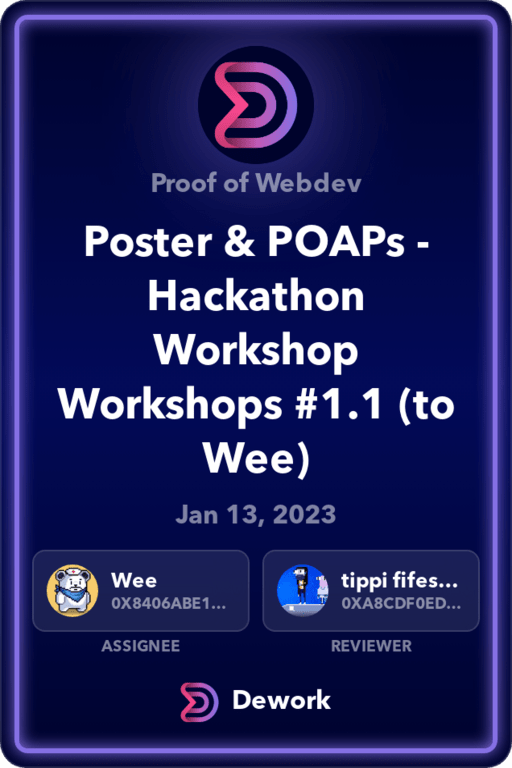 Proof of Webdev
Poster & POAPs -
Hackathon
Workshop
Workshops #1.1 (to
Wee)
Jan 13, 2023
Wee
0X8406ABE1...
ASSIGNEE
tippi fifes...
0XA8CDF0ED...
REVIEWER
Dework